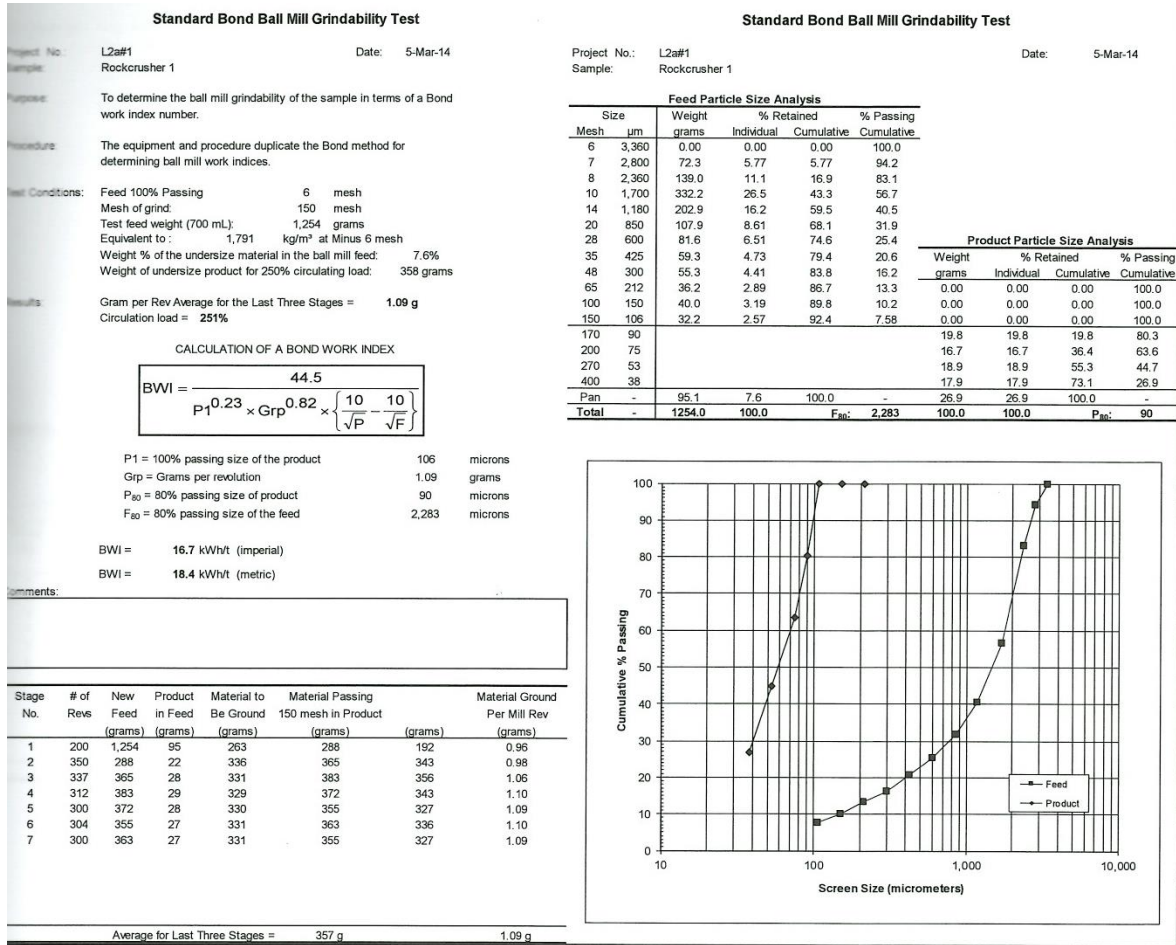 Standard Bond Ball Mill Grindability Test
Project No.: L2a#1 Date: 5-Mar-14
Sample: Rockcrusher 1
Purpose: To determine the ball mill grindability of the sample in terms of a Bond
work index number.
Procedure: The equipment and procedure duplicate the Bond method for
determining ball mill work indices.
Test Conditions: Feed 100% Passing 6 mesh
Mesh of grind: 150 mesh
Test feed weight (700 mL): 1,254 grams
Equivalent to : 1,791 kg/m³ at Minus 6 mesh
Weight % of the undersize material in the ball mill feed: 7.6%
Weight of undersize product for 250% circulating load: 358 grams
Results: Gram per Rev Average for the Last Three Stages = 1.09 g
Circulation load = 251%
CALCULATION OF A BOND WORK INDEX
BWI = 44.5
P1^0.23 × Grp^0.82 × { 10/√P − 10/√F }
P1 = 100% passing size of the product 106 microns
Grp = Grams per revolution 1.09 grams
P80 = 80% passing size of product 90 microns
F80 = 80% passing size of the feed 2,283 microns
BWI = 16.7 kWh/t (imperial)
BWI = 18.4 kWh/t (metric)
Comments:
Stage # of New Product Material to Material Passing Material Ground
No. Revs Feed in Feed Be Ground 150 mesh in Product Per Mill Rev
(grams) (grams) (grams) (grams) (grams) (grams)
1 200 1,254 95 263 288 192 0.96
2 350 288 22 336 365 343 0.98
3 337 365 28 331 383 356 1.06
4 312 383 29 329 372 343 1.10
5 300 372 28 330 355 327 1.09
6 304 355 27 331 363 336 1.10
7 300 363 27 331 355 327 1.09
Average for Last Three Stages = 357 g 1.09 g
Standard Bond Ball Mill Grindability Test
Project No.: L2a#1 Date: 5-Mar-14
Sample: Rockcrusher 1
Feed Particle Size Analysis
Size Weight % Retained % Passing
Mesh µm grams Individual Cumulative Cumulative
6 3,360 0.00 0.00 0.00 100.0
7 2,800 72.3 5.77 5.77 94.2
8 2,360 139.0 11.1 16.9 83.1
10 1,700 332.2 26.5 43.3 56.7
14 1,180 202.9 16.2 59.5 40.5
20 850 107.9 8.61 68.1 31.9
28 600 81.6 6.51 74.6 25.4
Product Particle Size Analysis
35 425 59.3 4.73 79.4 20.6 Weight % Retained % Passing
48 300 55.3 4.41 83.8 16.2 grams Individual Cumulative Cumulative
65 212 36.2 2.89 86.7 13.3 0.00 0.00 0.00 100.0
100 150 40.0 3.19 89.8 10.2 0.00 0.00 0.00 100.0
150 106 32.2 2.57 92.4 7.58 0.00 0.00 0.00 100.0
170 90 19.8 19.8 19.8 80.3
200 75 16.7 16.7 36.4 63.6
270 53 18.9 18.9 55.3 44.7
400 38 17.9 17.9 73.1 26.9
Pan - 95.1 7.6 100.0 - 26.9 26.9 100.0 -
Total - 1254.0 100.0 F80: 2,283 100.0 100.0 P80: 90
Cumulative % Passing
100
90
80
70
60
50
40
30
20
10
0
Feed
Product
10 100 1,000 10,000
Screen Size (micrometers)